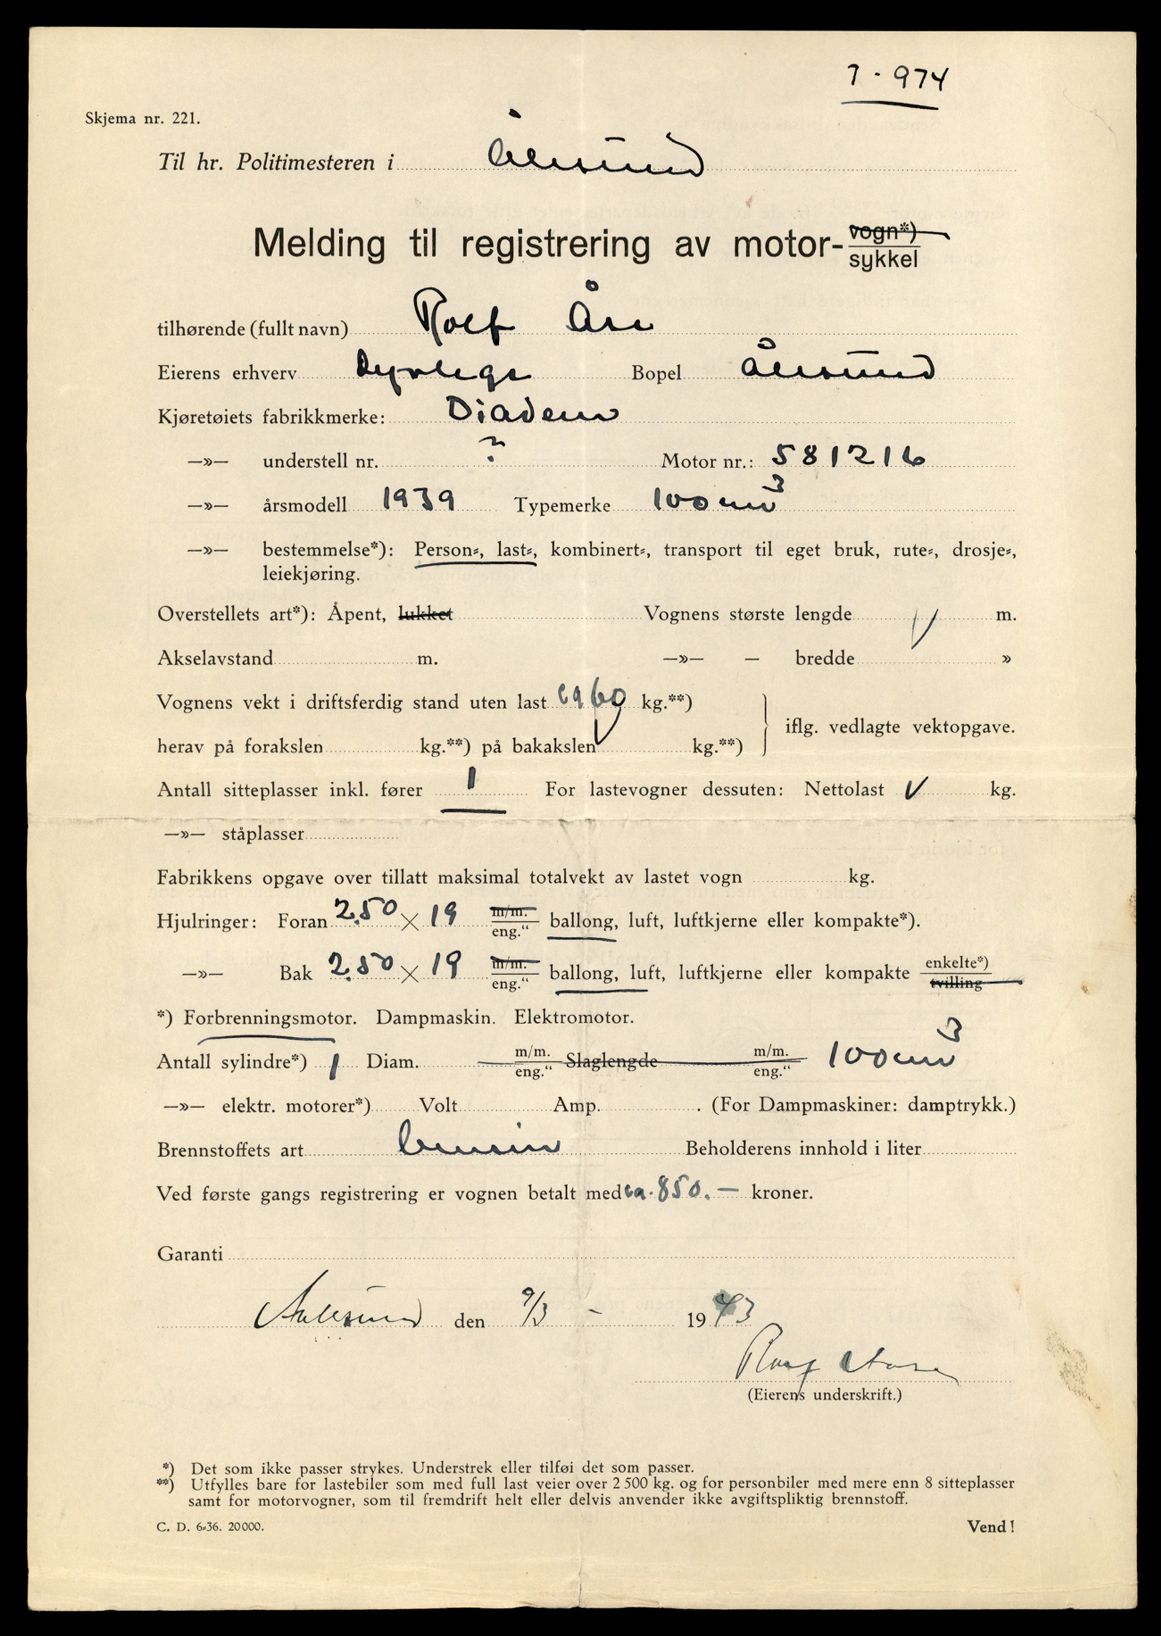 7 - 974
Skjema nr. 221.
Til hr. Politimesteren i Ålesund
Melding til registrering av motor-vogn*) sykkel
tilhørende (fullt navn) Rolf Åse
Eierens erhverv Bopel Ålesund
Kjøretøiets fabrikkmerke: Diadem
—»— understell nr. ? Motor nr.: 581216
—»— årsmodell 1939 Typemerke 100 cm3
—»— bestemmelse*): Person-, last-, kombinert-, transport til eget bruk, rute-, drosje-,
leiekjøring.
Overstellets art*): Åpent, lukket Vognens største lengde m.
Akselavstand m. —»— — bredde »
Vognens vekt i driftsferdig stand uten last ca 60 kg.**)
iflg. vedlagte vektopgave.
herav på forakslen kg.**) på bakakslen kg.**)
Antall sitteplasser inkl. fører 1 For lastevogner dessuten: Nettolast kg.
—»— ståplasser
Fabrikkens opgave over tillatt maksimal totalvekt av lastet vogn kg.
Hjulringer: Foran 2.50 × 19 m/m. eng." ballong, luft, luftkjerne eller kompakte*).
—»— Bak 2.50 × 19 m/m. eng." ballong, luft, luftkjerne eller kompakte enkelte*) tvilling
*) Forbrenningsmotor. Dampmaskin. Elektromotor.
Antall sylindre*) 1 Diam. m/m. eng." Slaglengde m/m. eng." 100 cm3
—»— elektr. motorer*) Volt Amp. . (For Dampmaskiner: damptrykk.)
Brennstoffets art bensin Beholderens innhold i liter
Ved første gangs registrering er vognen betalt med ca. 850.— kroner.
Garanti
Aalesund den 9/3 - 1943
Rolf Aase
(Eierens underskrift.)
*) Det som ikke passer strykes. Understrek eller tilføi det som passer.
**) Utfylles bare for lastebiler som med full last veier over 2 500 kg. og for personbiler med mere enn 8 sitteplasser
samt for motorvogner, som til fremdrift helt eller delvis anvender ikke avgiftspliktig brennstoff.
C. D. 6-36. 20000. Vend!